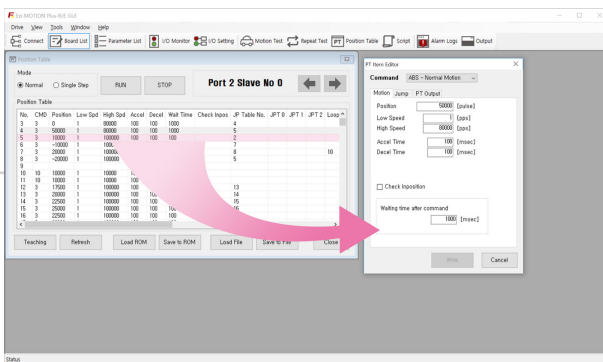 Ezi-MOTION Plus-R/E GUI
Drive View Tools Window Help
Connect Board List Parameter List I/O Monitor I/O Setting Motion Test Repeat Test PT Position Table Script Alarm Logs Output
Position Table
Mode
Normal Single Step RUN STOP Port 2 Slave No 0
Position Table
No. CMD Position Low Spd High Spd Accel Decel Wait Time Check Inpos JP Table No. JPT 0 JPT 1 JPT 2 Loop
3 3 0 1 80000 100 100 4
4 3 50000 1 80000 100 100 1000 5
5 3 10000 1 100000 100 100 100 2
6 3 -10000 1 7
7 3 20000 1 100000 8 10
8 3 -20000 1 100000 5
9
10 10 10000 1 10000
11 10 10000 1 10000
12 3 17500 1 100000 100 13
13 3 20000 1 100000 100 14
14 3 22500 1 100000 100 100 15
15 3 25000 1 100000 100 100 100
16 3 22500 1 100000 100 100 100
Teaching Refresh Load ROM Save to ROM Load File Save to File Close
PT Item Editor
Command ABS - Normal Motion
Motion Jump PT Output
Position 50000 [pulse]
Low Speed 1 [pps]
High Speed 80000 [pps]
Accel Time 100 [msec]
Decel Time 100 [msec]
Check Inposition
Waiting time after command
1000 [msec]
Write Cancel
Status